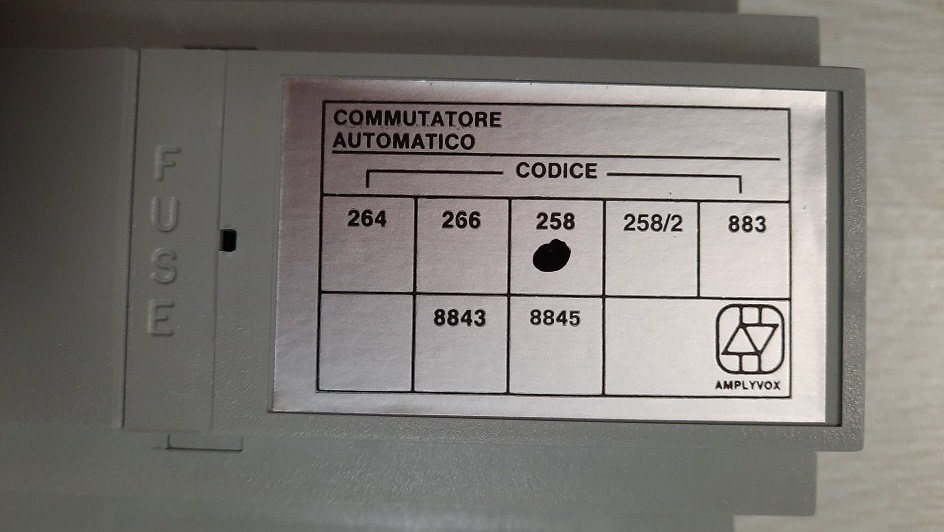 FUSE
COMMUTATORE
AUTOMATICO
CODICE
264 266 258 258/2 883
8843 8845
AMPLYVOX